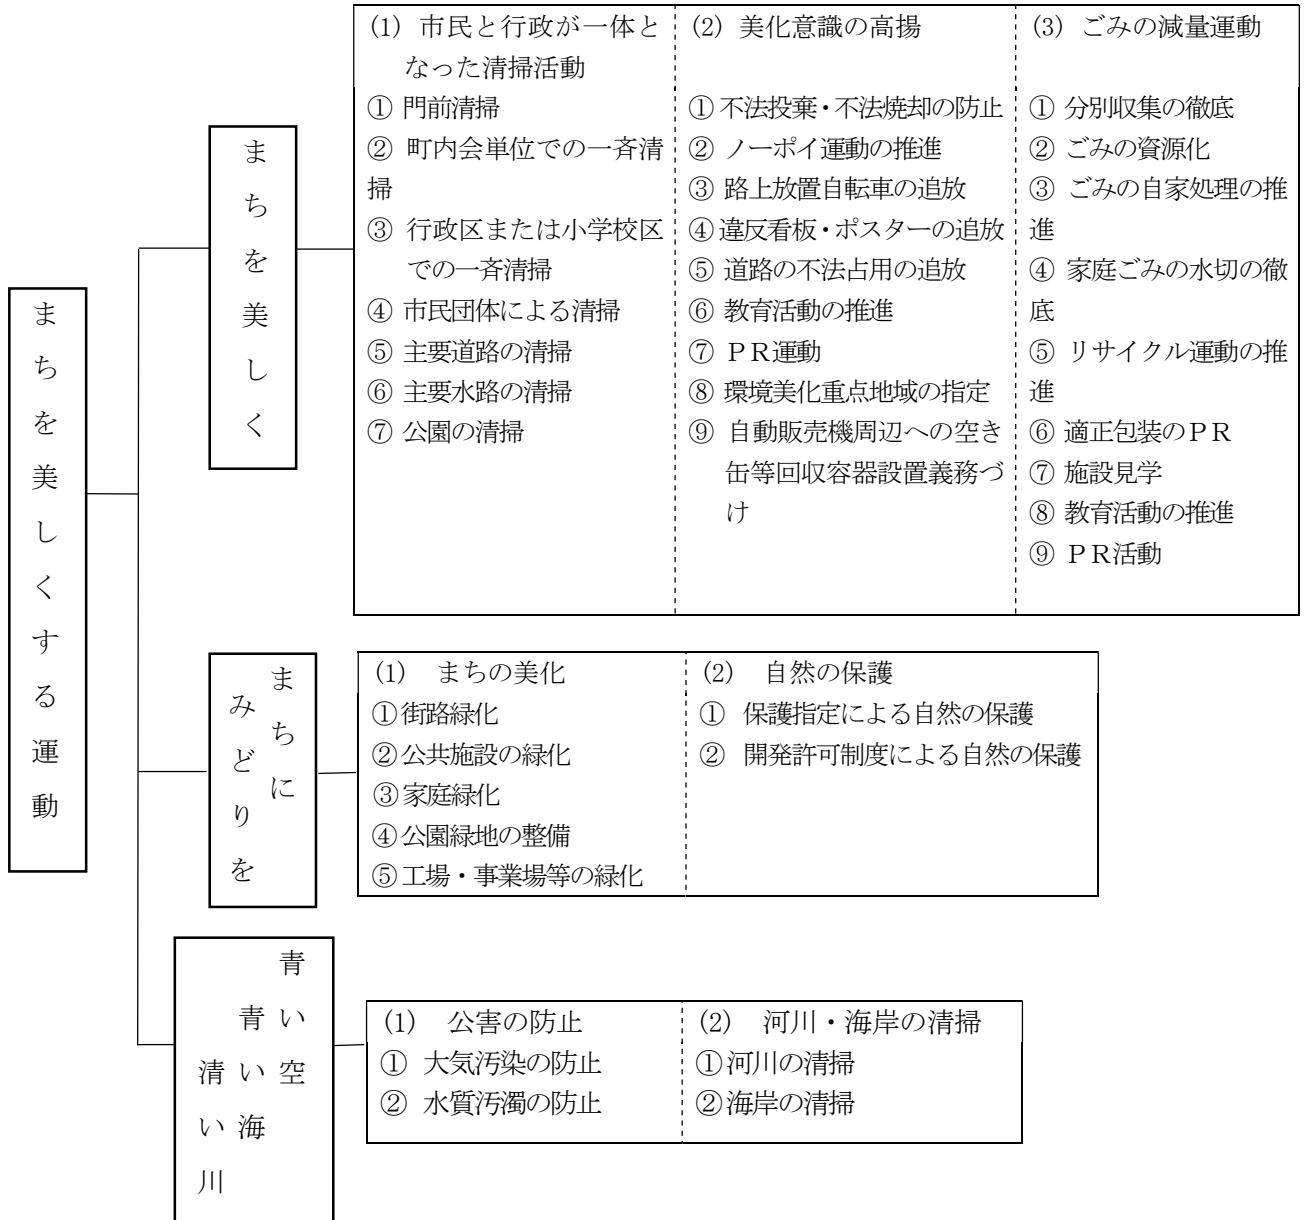 まちを美しくする運動
まちを美しく
(1) 市民と行政が一体と
なった清掃活動
① 門前清掃
② 町内会単位での一斉清
掃
③ 行政区または小学校区
での一斉清掃
④ 市民団体による清掃
⑤ 主要道路の清掃
⑥ 主要水路の清掃
⑦ 公園の清掃
(2) 美化意識の高揚
①不法投棄・不法焼却の防止
② ノーポイ運動の推進
③ 路上放置自転車の追放
④違反看板・ポスターの追放
⑤ 道路の不法占用の追放
⑥ 教育活動の推進
⑦ ＰＲ運動
⑧ 環境美化重点地域の指定
⑨ 自動販売機周辺への空き
缶等回収容器設置義務づ
け
(3) ごみの減量運動
① 分別収集の徹底
② ごみの資源化
③ ごみの自家処理の推
進
④ 家庭ごみの水切の徹
底
⑤ リサイクル運動の推
進
⑥ 適正包装のＰＲ
⑦ 施設見学
⑧ 教育活動の推進
⑨ ＰＲ活動
まちに
みどりを
(1) まちの美化
①街路緑化
②公共施設の緑化
③家庭緑化
④公園緑地の整備
⑤工場・事業場等の緑化
(2) 自然の保護
① 保護指定による自然の保護
② 開発許可制度による自然の保護
青い空
青い海
清い川
(1) 公害の防止
① 大気汚染の防止
② 水質汚濁の防止
(2) 河川・海岸の清掃
①河川の清掃
②海岸の清掃